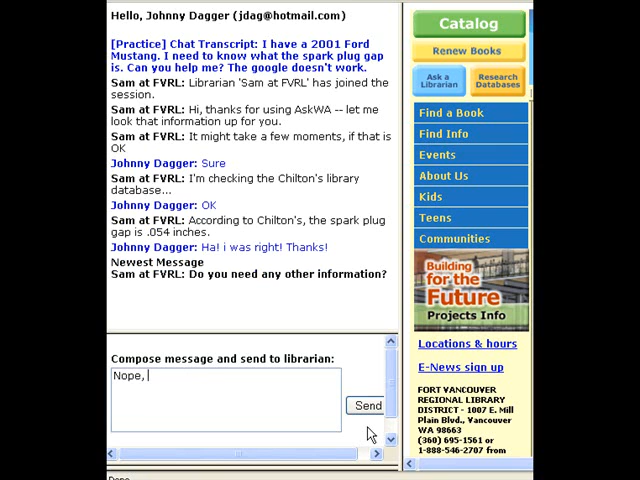 Hello, Johnny Dagger (jdag@hotmail.com)
[Practice] Chat Transcript: I have a 2001 Ford
Mustang. I need to know what the spark plug gap
is. Can you help me? The google doesn't work.
Sam at FVRL: Librarian 'Sam at FVRL' has joined the
session.
Sam at FVRL: Hi, thanks for using AskWA -- let me
look that information up for you.
Sam at FVRL: It might take a few moments, if that is
OK
Johnny Dagger: Sure
Sam at FVRL: I'm checking the Chilton's library
database...
Johnny Dagger: OK
Sam at FVRL: According to Chilton's, the spark plug
gap is .054 inches.
Johnny Dagger: Ha! i was right! Thanks!
Newest Message
Sam at FVRL: Do you need any other information?
Compose message and send to librarian:
Nope,
Send
Catalog
Renew Books
Ask a
Librarian
Research
Databases
Find a Book
Find Info
Events
About Us
Kids
Teens
Communities
Building
for the
Future
Projects Info
Locations & hours
E-News sign up
FORT VANCOUVER
REGIONAL LIBRARY
DISTRICT - 1007 E. Mill
Plain Blvd., Vancouver
WA 98663
(360) 695-1561 or
1-888-546-2707 from